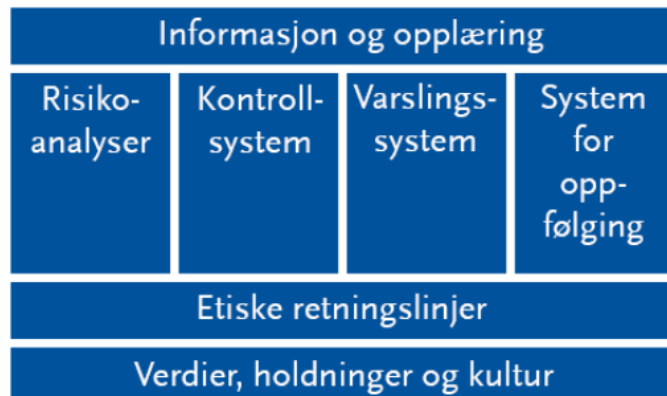 Informasjon og opplæring
Risiko-
analyser
Kontroll-
system
Varslings-
system
System
for
opp-
følging
Etiske retningslinjer
Verdier, holdninger og kultur